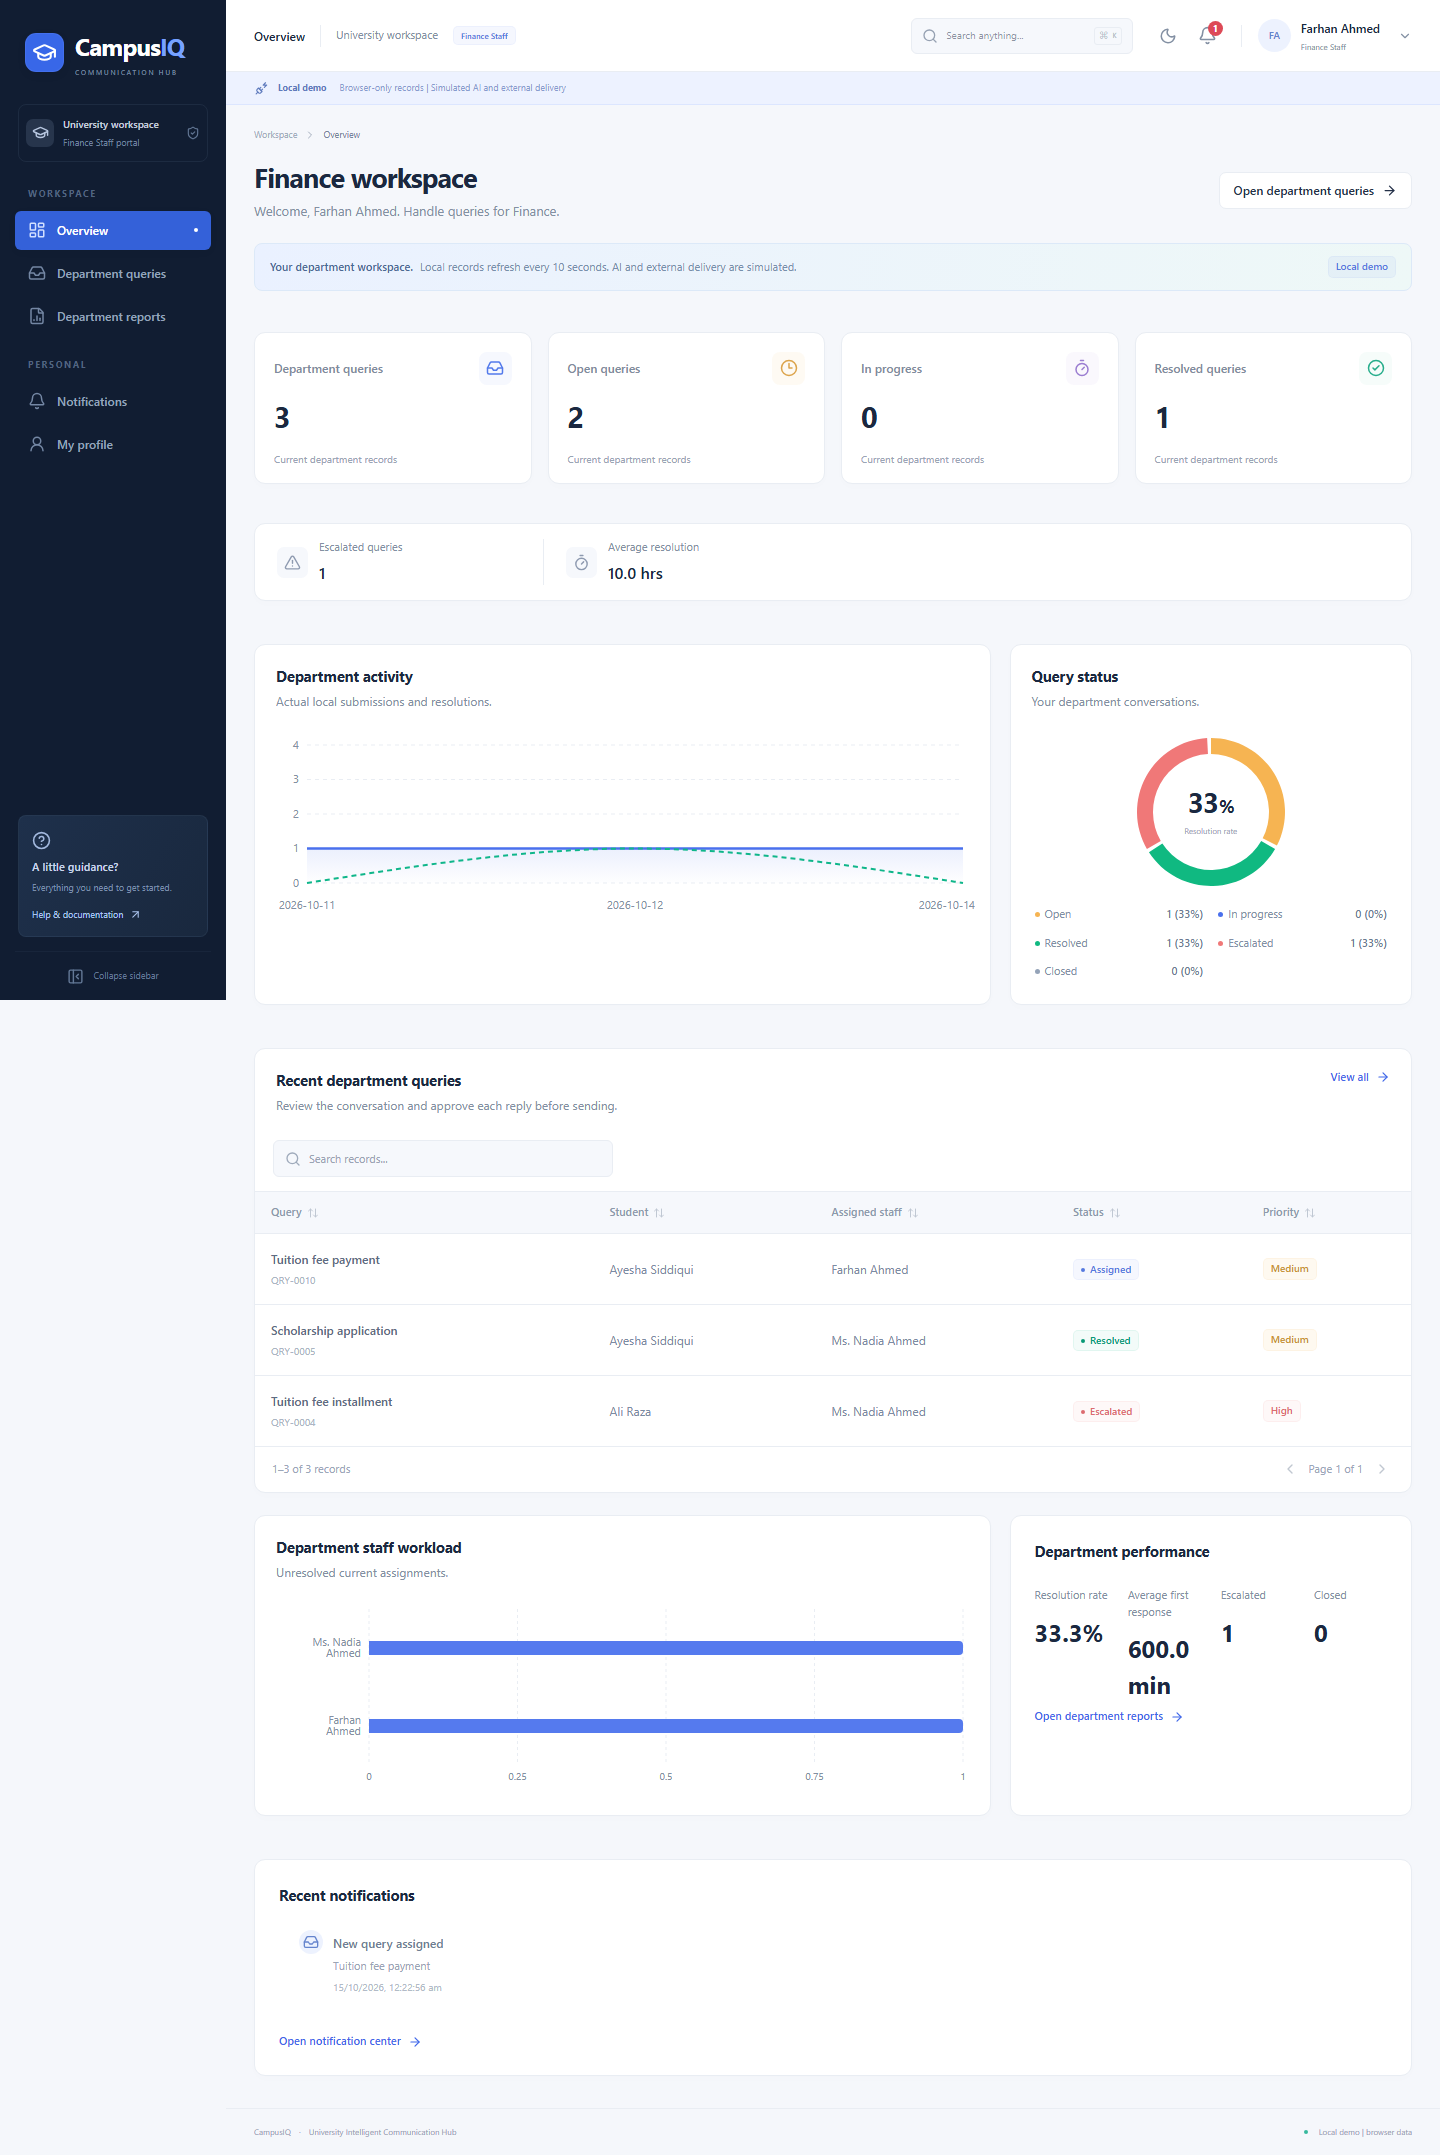 CampusIQ
COMMUNICATION HUB
University workspace
Finance Staff portal
WORKSPACE
Overview
Department queries
Department reports
PERSONAL
Notifications
My profile
A little guidance?
Everything you need to get started.
Help & documentation
Collapse sidebar
Overview
University workspace
Finance Staff
Search anything...
⌘ K
1
FA
Farhan Ahmed
Finance Staff
Local demo Browser-only records | Simulated AI and external delivery
Workspace > Overview
Finance workspace
Welcome, Farhan Ahmed. Handle queries for Finance.
Open department queries
Your department workspace. Local records refresh every 10 seconds. AI and external delivery are simulated.
Local demo
Department queries
3
Current department records
Open queries
2
Current department records
In progress
0
Current department records
Resolved queries
1
Current department records
Escalated queries
1
Average resolution
10.0 hrs
Department activity
Actual local submissions and resolutions.
4
3
2
1
0
2026-10-11 2026-10-12 2026-10-14
Query status
Your department conversations.
33%
Resolution rate
Open 1 (33%) In progress 0 (0%)
Resolved 1 (33%) Escalated 1 (33%)
Closed 0 (0%)
Recent department queries
Review the conversation and approve each reply before sending.
View all
Search records...
Query Student Assigned staff Status Priority
Tuition fee payment
QRY-0010
Ayesha Siddiqui Farhan Ahmed Assigned Medium
Scholarship application
QRY-0005
Ayesha Siddiqui Ms. Nadia Ahmed Resolved Medium
Tuition fee installment
QRY-0004
Ali Raza Ms. Nadia Ahmed Escalated High
1–3 of 3 records
Page 1 of 1
Department staff workload
Unresolved current assignments.
Ms. Nadia
Ahmed
Farhan
Ahmed
0 0.25 0.5 0.75 1
Department performance
Resolution rate
33.3%
Average first
response
600.0
min
Escalated
1
Closed
0
Open department reports
Recent notifications
New query assigned
Tuition fee payment
15/10/2026, 12:22:56 am
Open notification center
CampusIQ · University Intelligent Communication Hub
Local demo | browser data